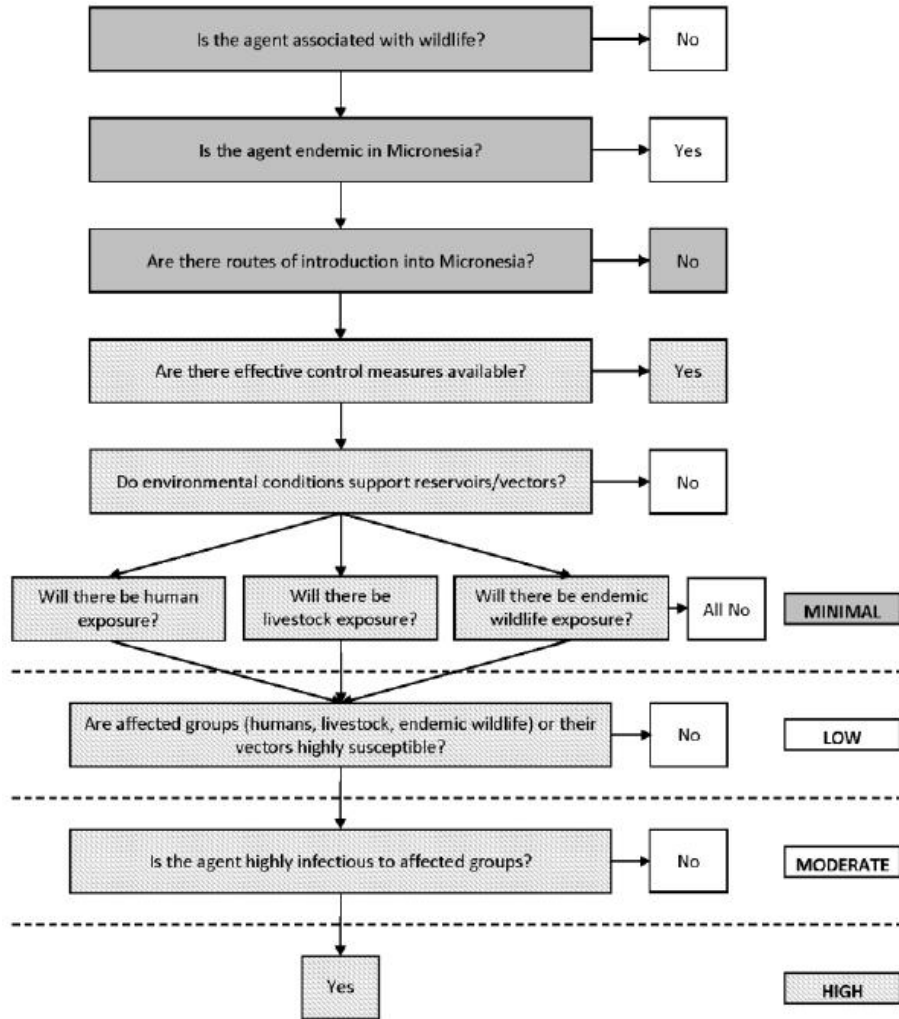 Is the agent associated with wildlife?
No
Is the agent endemic in Micronesia?
Yes
Are there routes of introduction into Micronesia?
No
Are there effective control measures available?
Yes
Do environmental conditions support reservoirs/vectors?
No
Will there be human
exposure?
Will there be
livestock exposure?
Will there be endemic
wildlife exposure?
All No
MINIMAL
Are affected groups (humans, livestock, endemic wildlife) or their
vectors highly susceptible?
No
LOW
Is the agent highly infectious to affected groups?
No
MODERATE
Yes
HIGH